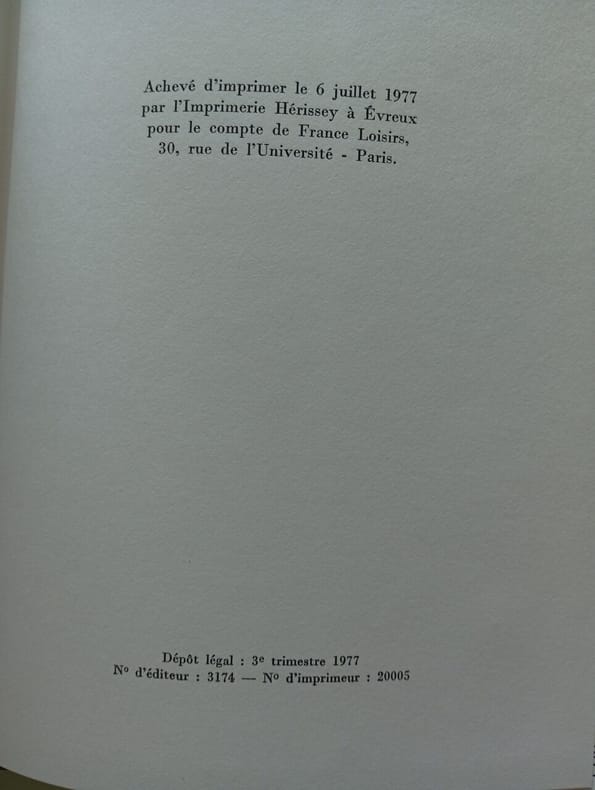 Achevé d'imprimer le 6 juillet 1977
par l'Imprimerie Hérissey à Évreux
pour le compte de France Loisirs,
30, rue de l'Université - Paris.
Dépôt légal : 3e trimestre 1977
No d'éditeur : 3174 — No d'imprimeur : 20005